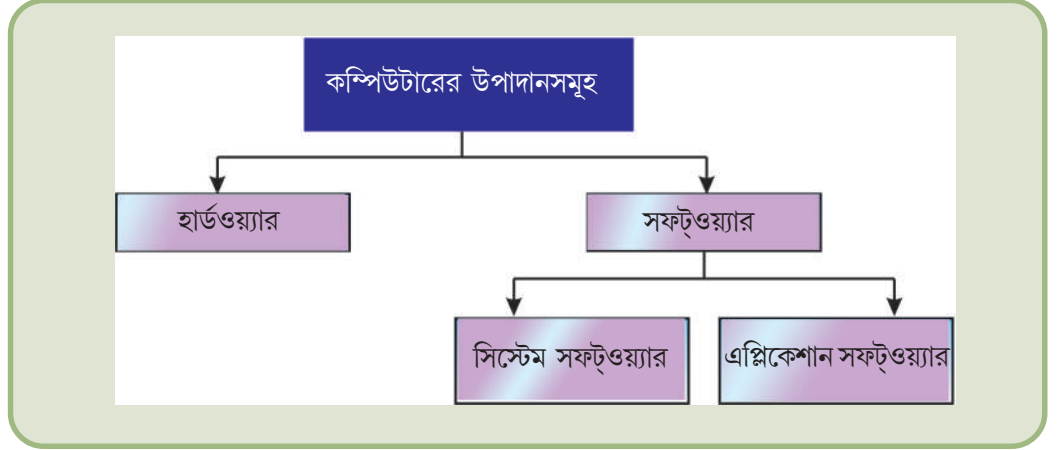 কম্পিউটারের উপাদানসমূহ
হার্ডওয়্যার
সফট্‌ওয়্যার
সিস্টেম সফট্‌ওয়্যার
এপ্লিকেশান সফট্‌ওয়্যার